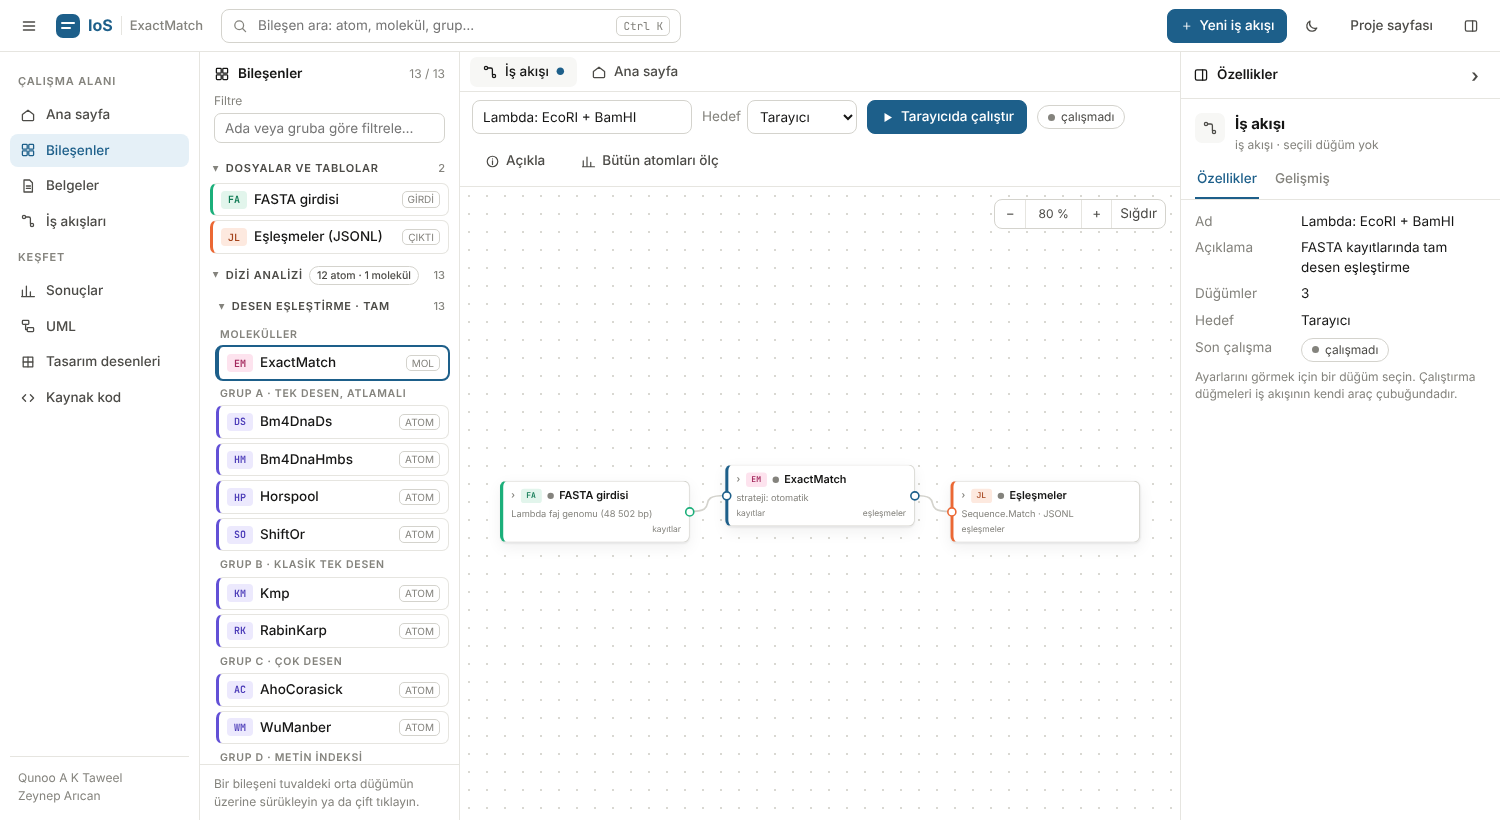 IoS
ExactMatch
Bileşen ara: atom, molekül, grup...
Ctrl K
+ Yeni iş akışı
Proje sayfası
ÇALIŞMA ALANI
Ana sayfa
Bileşenler
Belgeler
İş akışları
KEŞFET
Sonuçlar
UML
Tasarım desenleri
Kaynak kod
Qunoo A K Taweel
Zeynep Arıcan
Bileşenler
13 / 13
Filtre
Ada veya gruba göre filtrele...
DOSYALAR VE TABLOLAR 2
FA FASTA girdisi GİRDİ
JL Eşleşmeler (JSONL) ÇIKTI
DİZİ ANALİZİ 12 atom · 1 molekül 13
DESEN EŞLEŞTİRME · TAM 13
MOLEKÜLLER
EM ExactMatch MOL
GRUP A · TEK DESEN, ATLAMALI
DS Bm4DnaDs ATOM
HM Bm4DnaHmbs ATOM
HP Horspool ATOM
SO ShiftOr ATOM
GRUP B · KLASİK TEK DESEN
KM Kmp ATOM
RK RabinKarp ATOM
GRUP C · ÇOK DESEN
AC AhoCorasick ATOM
WM WuManber ATOM
GRUP D · METİN İNDEKSİ
Bir bileşeni tuvaldeki orta düğümün
üzerine sürükleyin ya da çift tıklayın.
İş akışı
Ana sayfa
Lambda: EcoRI + BamHI
Hedef
Tarayıcı
Tarayıcıda çalıştır
çalışmadı
Açıkla
Bütün atomları ölç
− 80 % + Sığdır
FA FASTA girdisi
Lambda faj genomu (48 502 bp)
kayıtlar
EM ExactMatch
strateji: otomatik
kayıtlar eşleşmeler
JL Eşleşmeler
Sequence.Match · JSONL
eşleşmeler
Özellikler
İş akışı
iş akışı · seçili düğüm yok
Özellikler
Gelişmiş
Ad Lambda: EcoRI + BamHI
Açıklama FASTA kayıtlarında tam
desen eşleştirme
Düğümler 3
Hedef Tarayıcı
Son çalışma çalışmadı
Ayarlarını görmek için bir düğüm seçin. Çalıştırma
düğmeleri iş akışının kendi araç çubuğundadır.